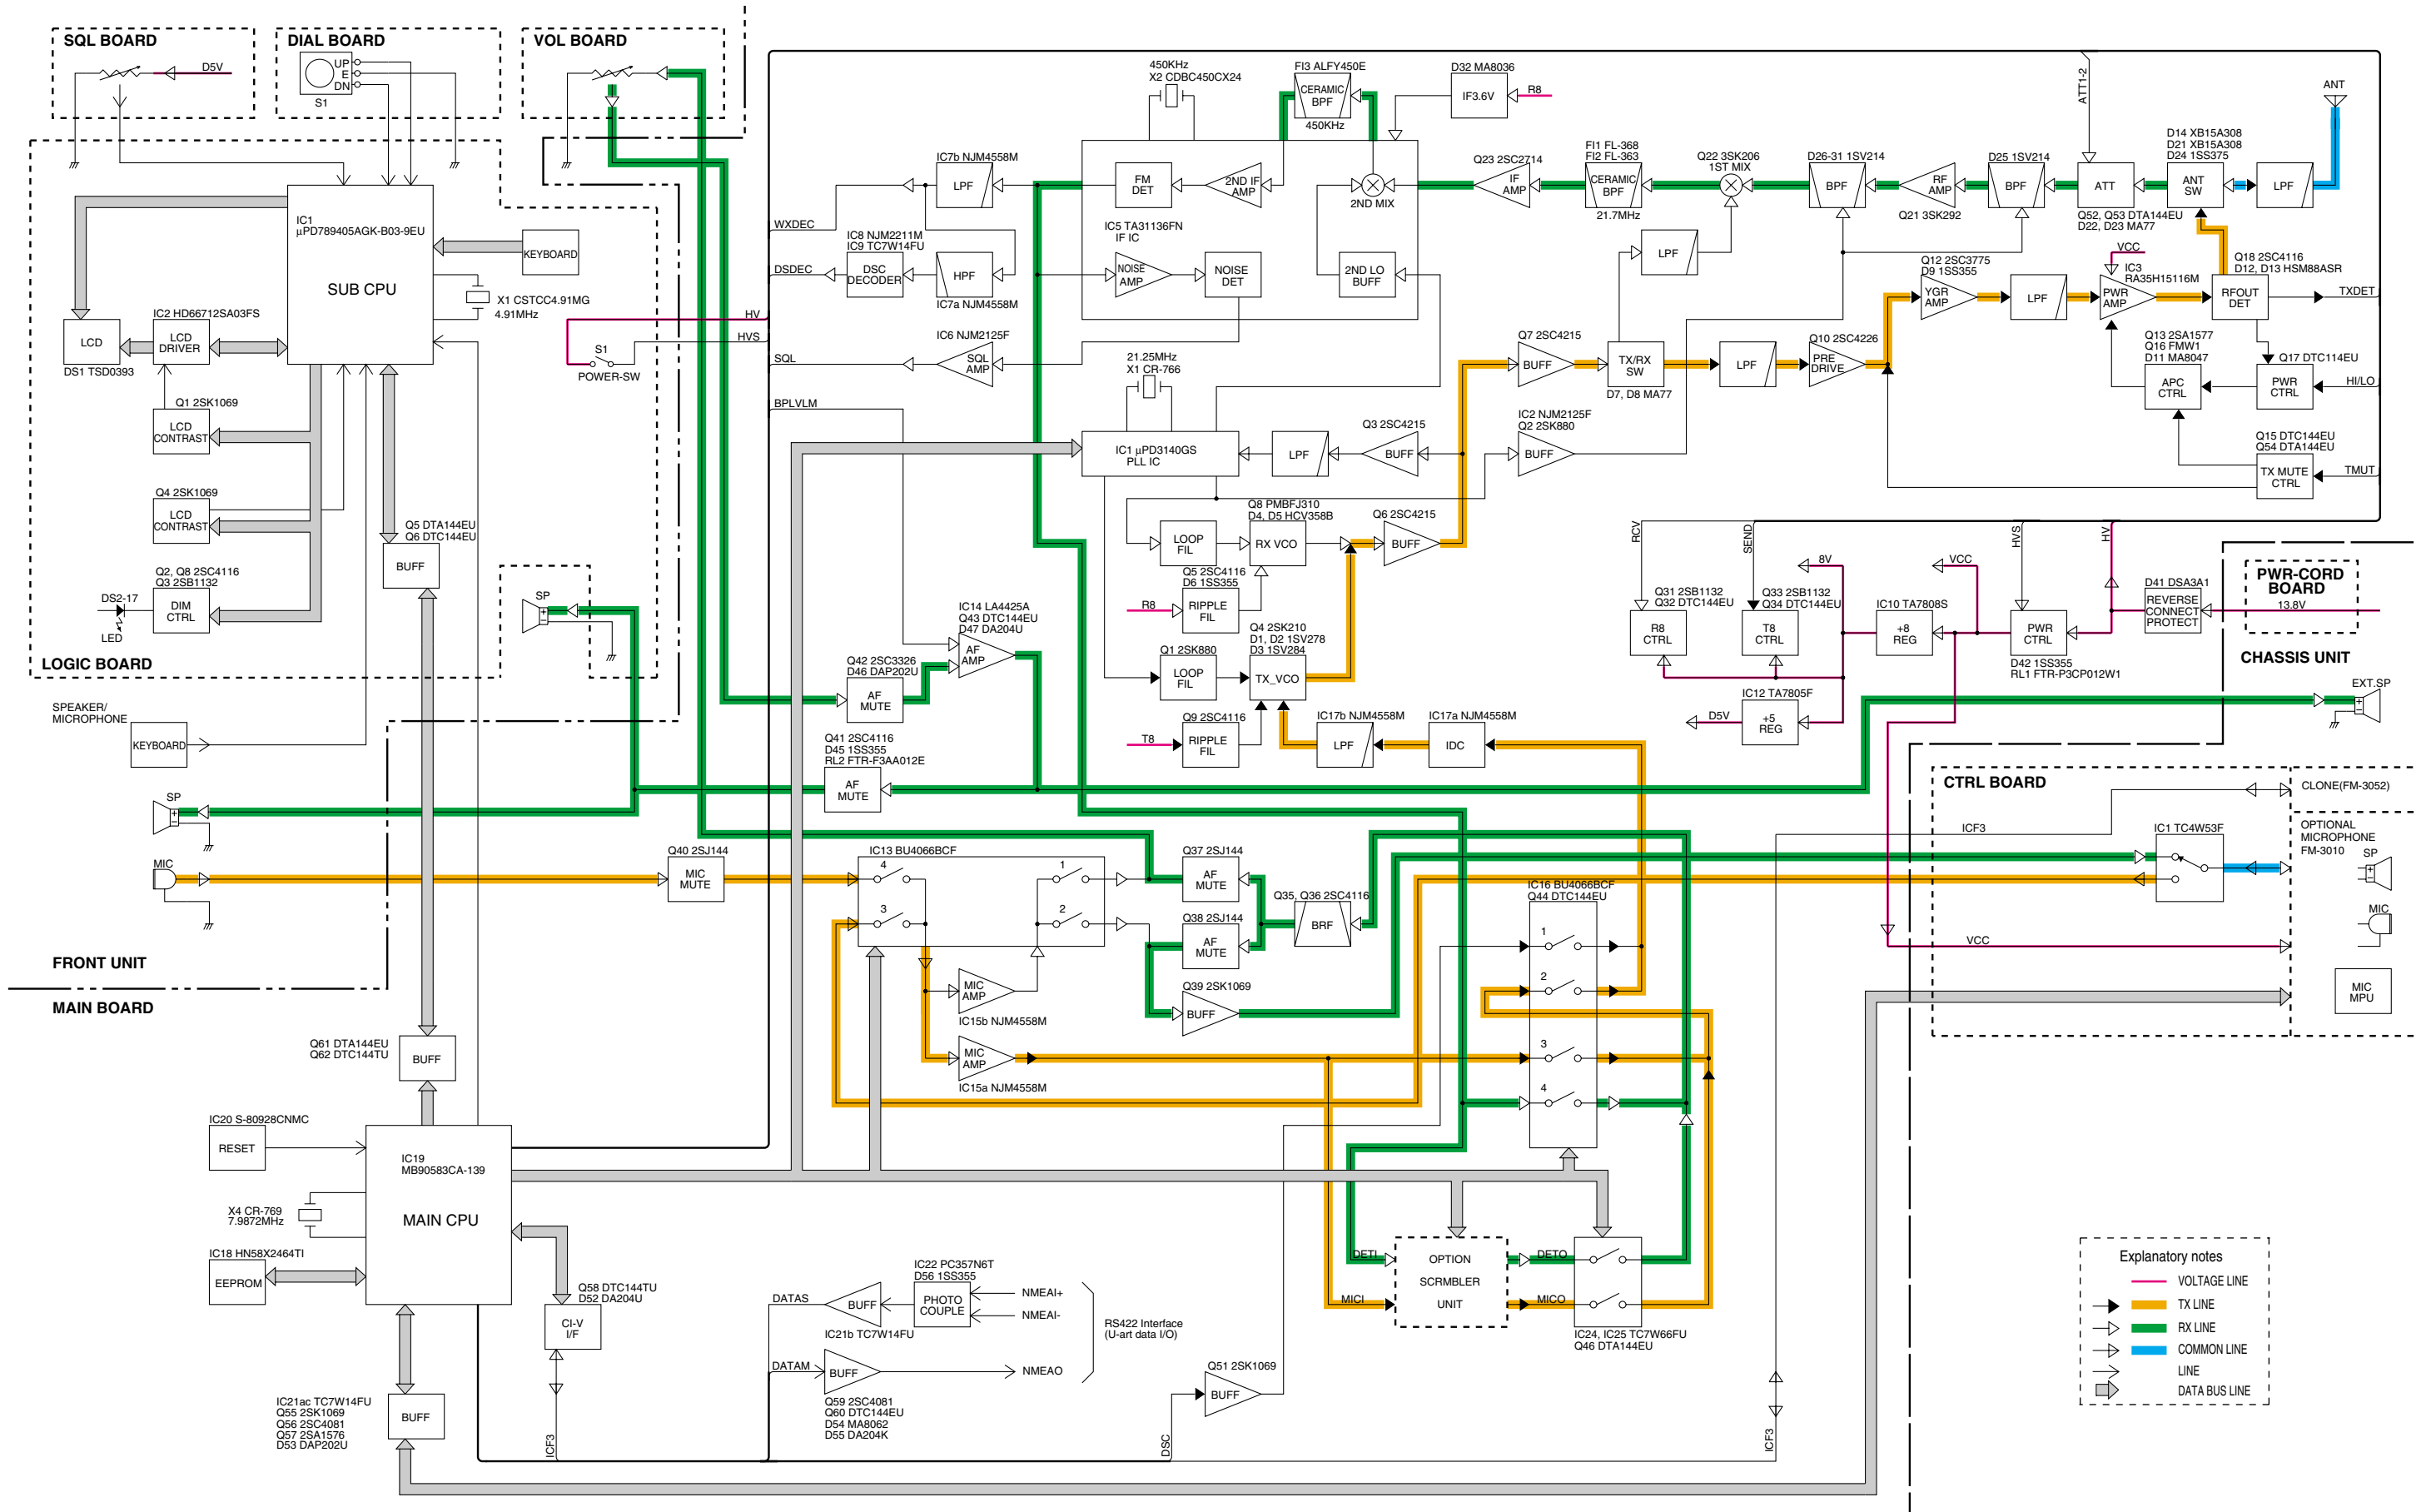 SQL BOARD
D5V
DIAL BOARD
UP
E
DN
S1
VOL BOARD
IC1
µPD789405AGK-B03-9EU
SUB CPU
KEYBOARD
X1 CSTCC4.91MG
4.91MHz
LCD
DS1 TSD0393
IC2 HD66712SA03FS
LCD
DRIVER
Q1 2SK1069
LCD
CONTRAST
Q4 2SK1069
LCD
CONTRAST
Q2, Q8 2SC4116
Q3 2SB1132
DIM
CTRL
DS2-17
LED
Q5 DTA144EU
Q6 DTC144EU
BUFF
LOGIC BOARD
SP
S1
POWER-SW
HV
HVS
WXDEC
DSDEC
SQL
BPLVLM
SPEAKER/
MICROPHONE
KEYBOARD
SP
MIC
FRONT UNIT
MAIN BOARD
Q40 2SJ144
MIC
MUTE
450KHz
X2 CDBC450CX24
FI3 ALFY450E
CERAMIC
BPF
450KHz
D32 MA8036
IF3.6V
R8
IC7b NJM4558M
LPF
FM
DET
2ND IF
AMP
2ND MIX
IC5 TA31136FN
IF IC
NOISE
AMP
NOISE
DET
2ND LO
BUFF
IC8 NJM2211M
IC9 TC7W14FU
DSC
DECODER
HPF
IC7a NJM4558M
IC6 NJM2125F
SQL
AMP
Q23 2SC2714
IF
AMP
FI1 FL-368
FI2 FL-363
CERAMIC
BPF
21.7MHz
Q22 3SK206
1ST MIX
D26-31 1SV214
BPF
RF
AMP
Q21 3SK292
D25 1SV214
BPF
ATT1-2
ATT
Q52, Q53 DTA144EU
D22, D23 MA77
D14 XB15A308
D21 XB15A308
D24 1SS375
ANT
SW
LPF
ANT
LPF
21.25MHz
X1 CR-766
IC1 µPD3140GS
PLL IC
LPF
Q3 2SC4215
BUFF
Q7 2SC4215
BUFF
TX/RX
SW
D7, D8 MA77
LPF
Q10 2SC4226
PRE
DRIVE
Q12 2SC3775
D9 1SS355
YGR
AMP
LPF
VCC
IC3
RA35H15116M
PWR
AMP
Q18 2SC4116
D12, D13 HSM88ASR
RFOUT
DET
TXDET
Q13 2SA1577
Q16 FMW1
D11 MA8047
APC
CTRL
Q17 DTC114EU
PWR
CTRL
HI/LO
Q15 DTC144EU
Q54 DTA144EU
TX MUTE
CTRL
TMUT
IC2 NJM2125F
Q2 2SK880
BUFF
LOOP
FIL
Q8 PMBFJ310
D4, D5 HCV358B
RX VCO
Q6 2SC4215
BUFF
Q5 2SC4116
D6 1SS355
R8
RIPPLE
FIL
Q1 2SK880
LOOP
FIL
Q4 2SK210
D1, D2 1SV278
D3 1SV284
TX_VCO
Q9 2SC4116
T8
RIPPLE
FIL
IC17b NJM4558M
LPF
IC17a NJM4558M
IDC
RCV
SEND
HVS
HV
8V
VCC
Q31 2SB1132
Q32 DTC144EU
R8
CTRL
Q33 2SB1132
Q34 DTC144EU
T8
CTRL
IC10 TA7808S
+8
REG
PWR
CTRL
D42 1SS355
RL1 FTR-P3CP012W1
D41 DSA3A1
REVERSE
CONNECT
PROTECT
PWR-CORD
BOARD
13.8V
CHASSIS UNIT
IC12 TA7805F
+5
REG
D5V
EXT.SP
IC14 LA4425A
Q43 DTC144EU
D47 DA204U
AF
AMP
Q42 2SC3326
D46 DAP202U
AF
MUTE
Q41 2SC4116
D45 1SS355
RL2 FTR-F3AA012E
AF
MUTE
IC13 BU4066BCF
4
3
1
2
Q37 2SJ144
AF
MUTE
Q38 2SJ144
AF
MUTE
Q35, Q36 2SC4116
BRF
Q39 2SK1069
BUFF
MIC
AMP
IC15b NJM4558M
MIC
AMP
IC15a NJM4558M
IC16 BU4066BCF
Q44 DTC144EU
1
2
3
4
CTRL BOARD
CLONE(FM-3052)
ICF3
IC1 TC4W53F
OPTIONAL
MICROPHONE
FM-3010
SP
MIC
VCC
MIC
MPU
Q61 DTA144EU
Q62 DTC144TU
BUFF
IC20 S-80928CNMC
RESET
IC19
MB90583CA-139
MAIN CPU
X4 CR-769
7.9872MHz
IC18 HN58X2464TI
EEPROM
Q58 DTC144TU
D52 DA204U
CI-V
I/F
ICF3
IC21ac TC7W14FU
Q55 2SK1069
Q56 2SC4081
Q57 2SA1576
D53 DAP202U
BUFF
DATAS
BUFF
IC21b TC7W14FU
IC22 PC357N6T
D56 1SS355
PHOTO
COUPLE
NMEAI+
NMEAI-
RS422 Interface
(U-art data I/O)
DATAM
BUFF
NMEAO
Q59 2SC4081
Q60 DTC144EU
D54 MA8062
D55 DA204K
DSC
Q51 2SK1069
BUFF
DETI
MICI
OPTION
SCRMBLER
UNIT
DETO
MICO
IC24, IC25 TC7W66FU
Q46 DTA144EU
ICF3
Explanatory notes
VOLTAGE LINE
TX LINE
RX LINE
COMMON LINE
LINE
DATA BUS LINE